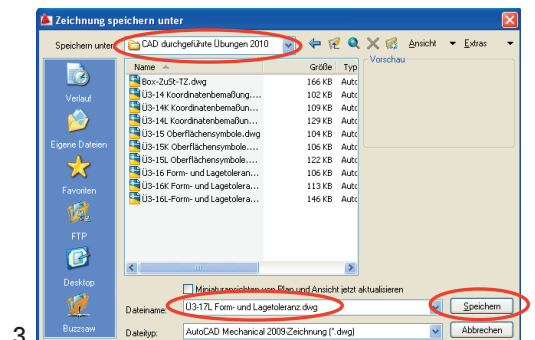 Zeichnung speichern unter
Speichern unter: CAD durchgeführte Übungen 2010 Ansicht Extras
Name Größe Typ Vorschau
Box-ZuSt-TZ.dwg 166 KB Auto
Ü3-14 Koordinatenbemaßung.... 102 KB Auto
Ü3-14K Koordinatenbemaßun... 109 KB Auto
Ü3-14L Koordinatenbemaßun... 129 KB Auto
Ü3-15 Oberflächensymbole.dwg 104 KB Auto
Ü3-15K Oberflächensymbole.... 106 KB Auto
Ü3-15L Oberflächensymbole.... 122 KB Auto
Ü3-16 Form- und Lagetoleran... 106 KB Auto
Ü3-16K Form- und Lagetolera... 113 KB Auto
Ü3-16L-Form- und Lagetolera... 146 KB Auto
Verlauf
Eigene Dateien
Favoriten
FTP
Desktop
Buzzsaw
Miniaturansichten von Plan und Ansicht jetzt aktualisieren
Dateiname: Ü3-17L Form- und Lagetoleranz.dwg Speichern
Dateityp: AutoCAD Mechanical 2009-Zeichnung (*.dwg) Abbrechen
3